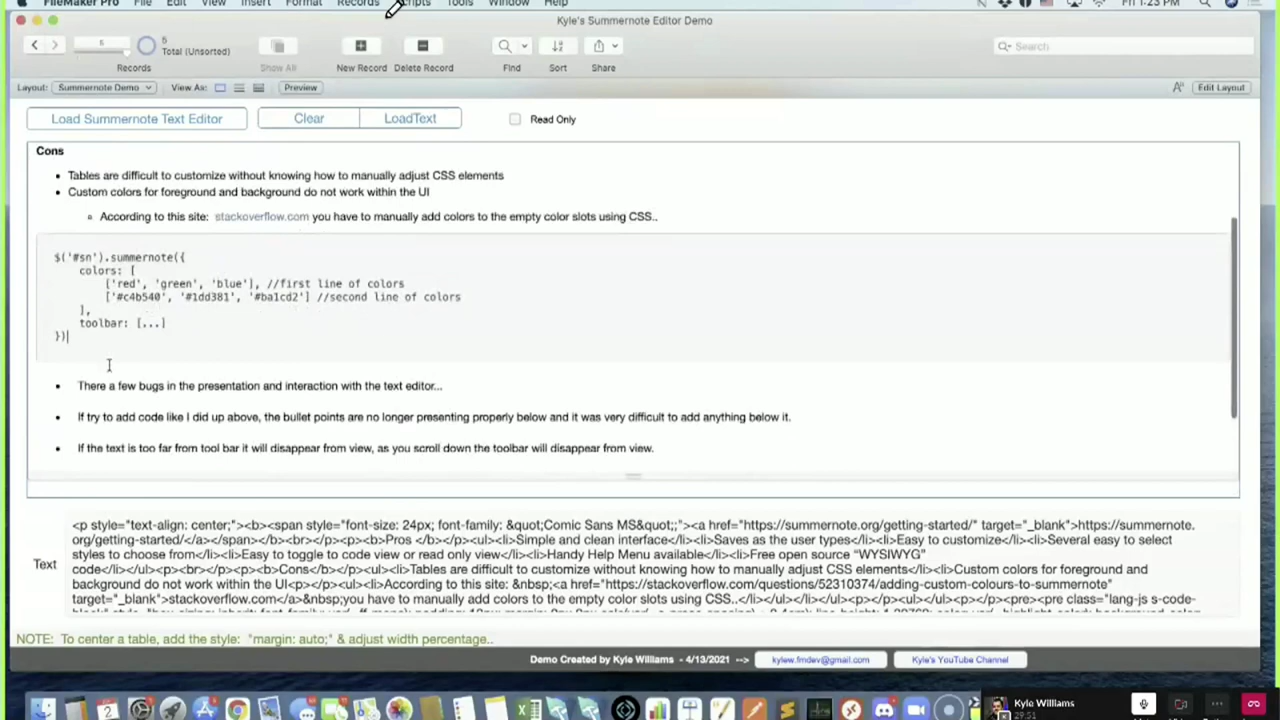 FileMaker Pro File Edit View Insert Format Records Scripts Tools Window Help Fri 1:23 PM
Kyle's Summernote Editor Demo
5
6
Total (Unsorted)
Search
Records Show All New Record Delete Record Find Sort Share
Layout: Summernote Demo View As: Preview Edit Layout
Load Summernote Text Editor Clear LoadText Read Only
Cons
• Tables are difficult to customize without knowing how to manually adjust CSS elements
• Custom colors for foreground and background do not work within the UI
According to this site: stackoverflow.com you have to manually add colors to the empty color slots using CSS..
$('#sn').summernote({
colors: [
['red', 'green', 'blue'], //first line of colors
['#c4b540', '#1dd381', '#ba1cd2'] //second line of colors
],
toolbar: [...]
})
• There a few bugs in the presentation and interaction with the text editor...
• If try to add code like I did up above, the bullet points are no longer presenting properly below and it was very difficult to add anything below it.
• If the text is too far from tool bar it will disappear from view, as you scroll down the toolbar will disappear from view.
Text
<p style="text-align: center;"><b><span style="font-size: 24px; font-family: &quot;Comic Sans MS&quot;;"><a href="https://summernote.org/getting-started/" target="_blank">https://summernote.
org/getting-started/</a></span></b><br></p><p><b>Pros </b></p><ul><li>Simple and clean interface</li><li>Saves as the user types</li><li>Easy to customize</li><li>Several easy to select
styles to choose from</li><li>Easy to toggle to code view or read only view</li><li>Handy Help Menu available</li><li>Free open source "WYSIWYG"
code</li></ul><p><br></p><p><b>Cons</b></p><ul><li>Tables are difficult to customize without knowing how to manually adjust CSS elements</li><li>Custom colors for foreground and
background do not work within the UI<p></p><ul><li>According to this site: &nbsp;<a href="https://stackoverflow.com/questions/52310374/adding-custom-colours-to-summernote"
target="_blank">stackoverflow.com</a>&nbsp;you have to manually add colors to the empty color slots using CSS..</li></ul></li></ul><p></p><pre class="lang-js s-code-
NOTE: To center a table, add the style: "margin: auto;" & adjust width percentage..
Demo Created by Kyle Williams - 4/13/2021 --> kylew.fmdev@gmail.com Kyle's YouTube Channel
Kyle Williams
29:51